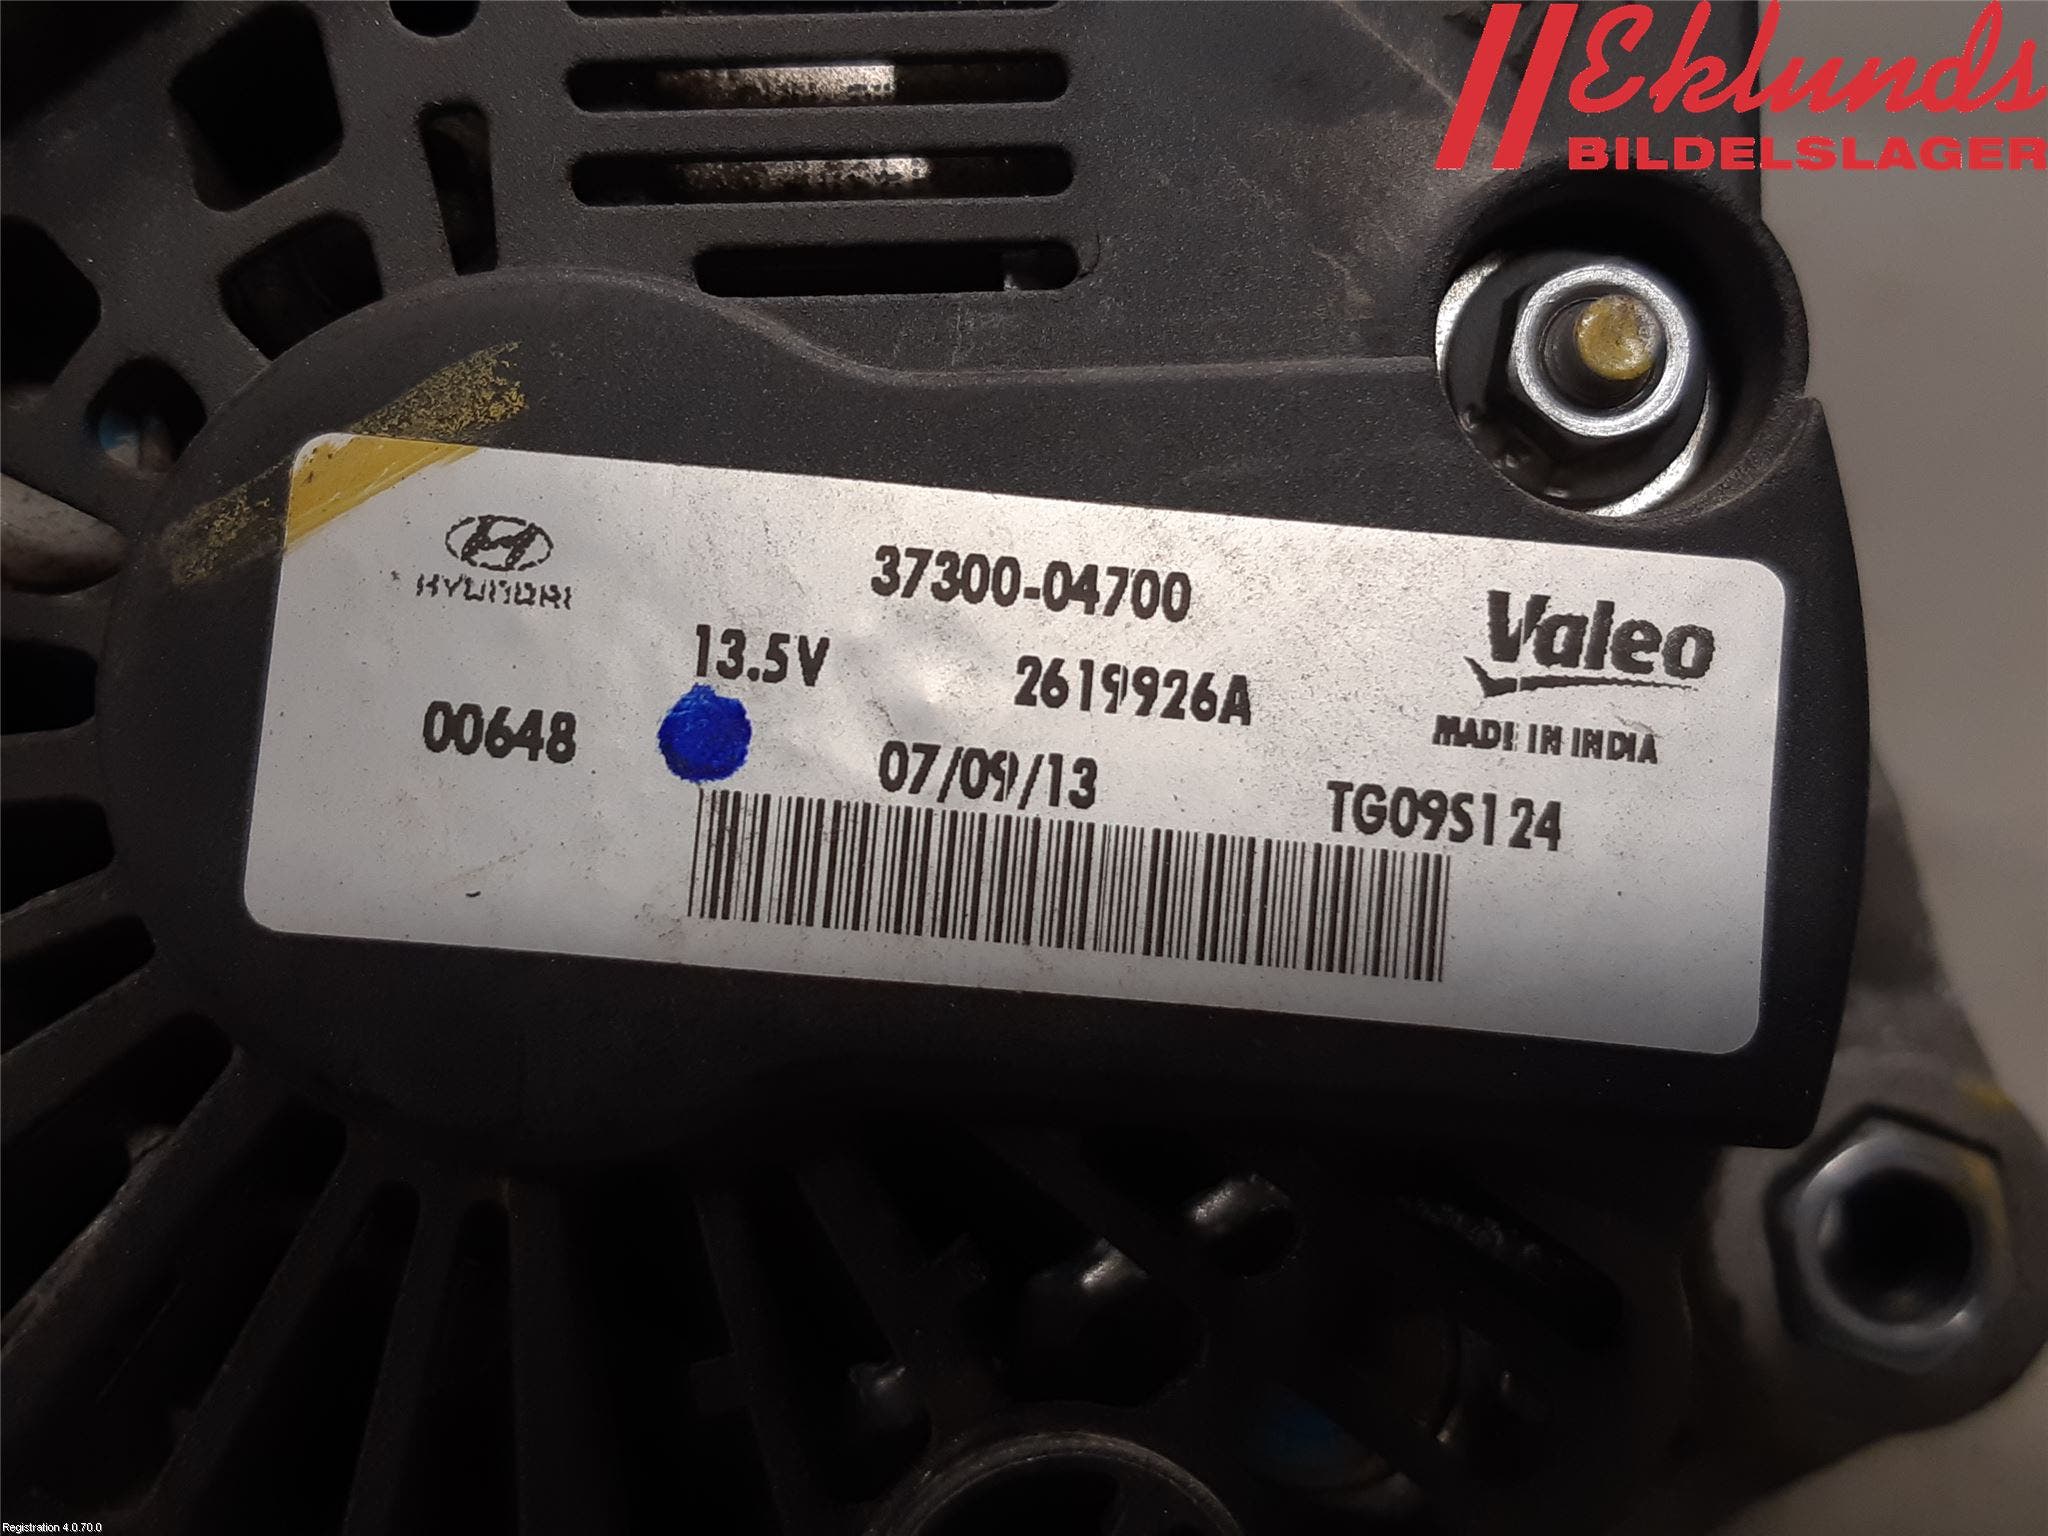 Eklunds
BILDELSLAGER
HYUNDAI
37300-04700
Valeo
13.5V
2619926A
MADE IN INDIA
00648
07/09/13
TG09S124
Registration 4.0.70.0